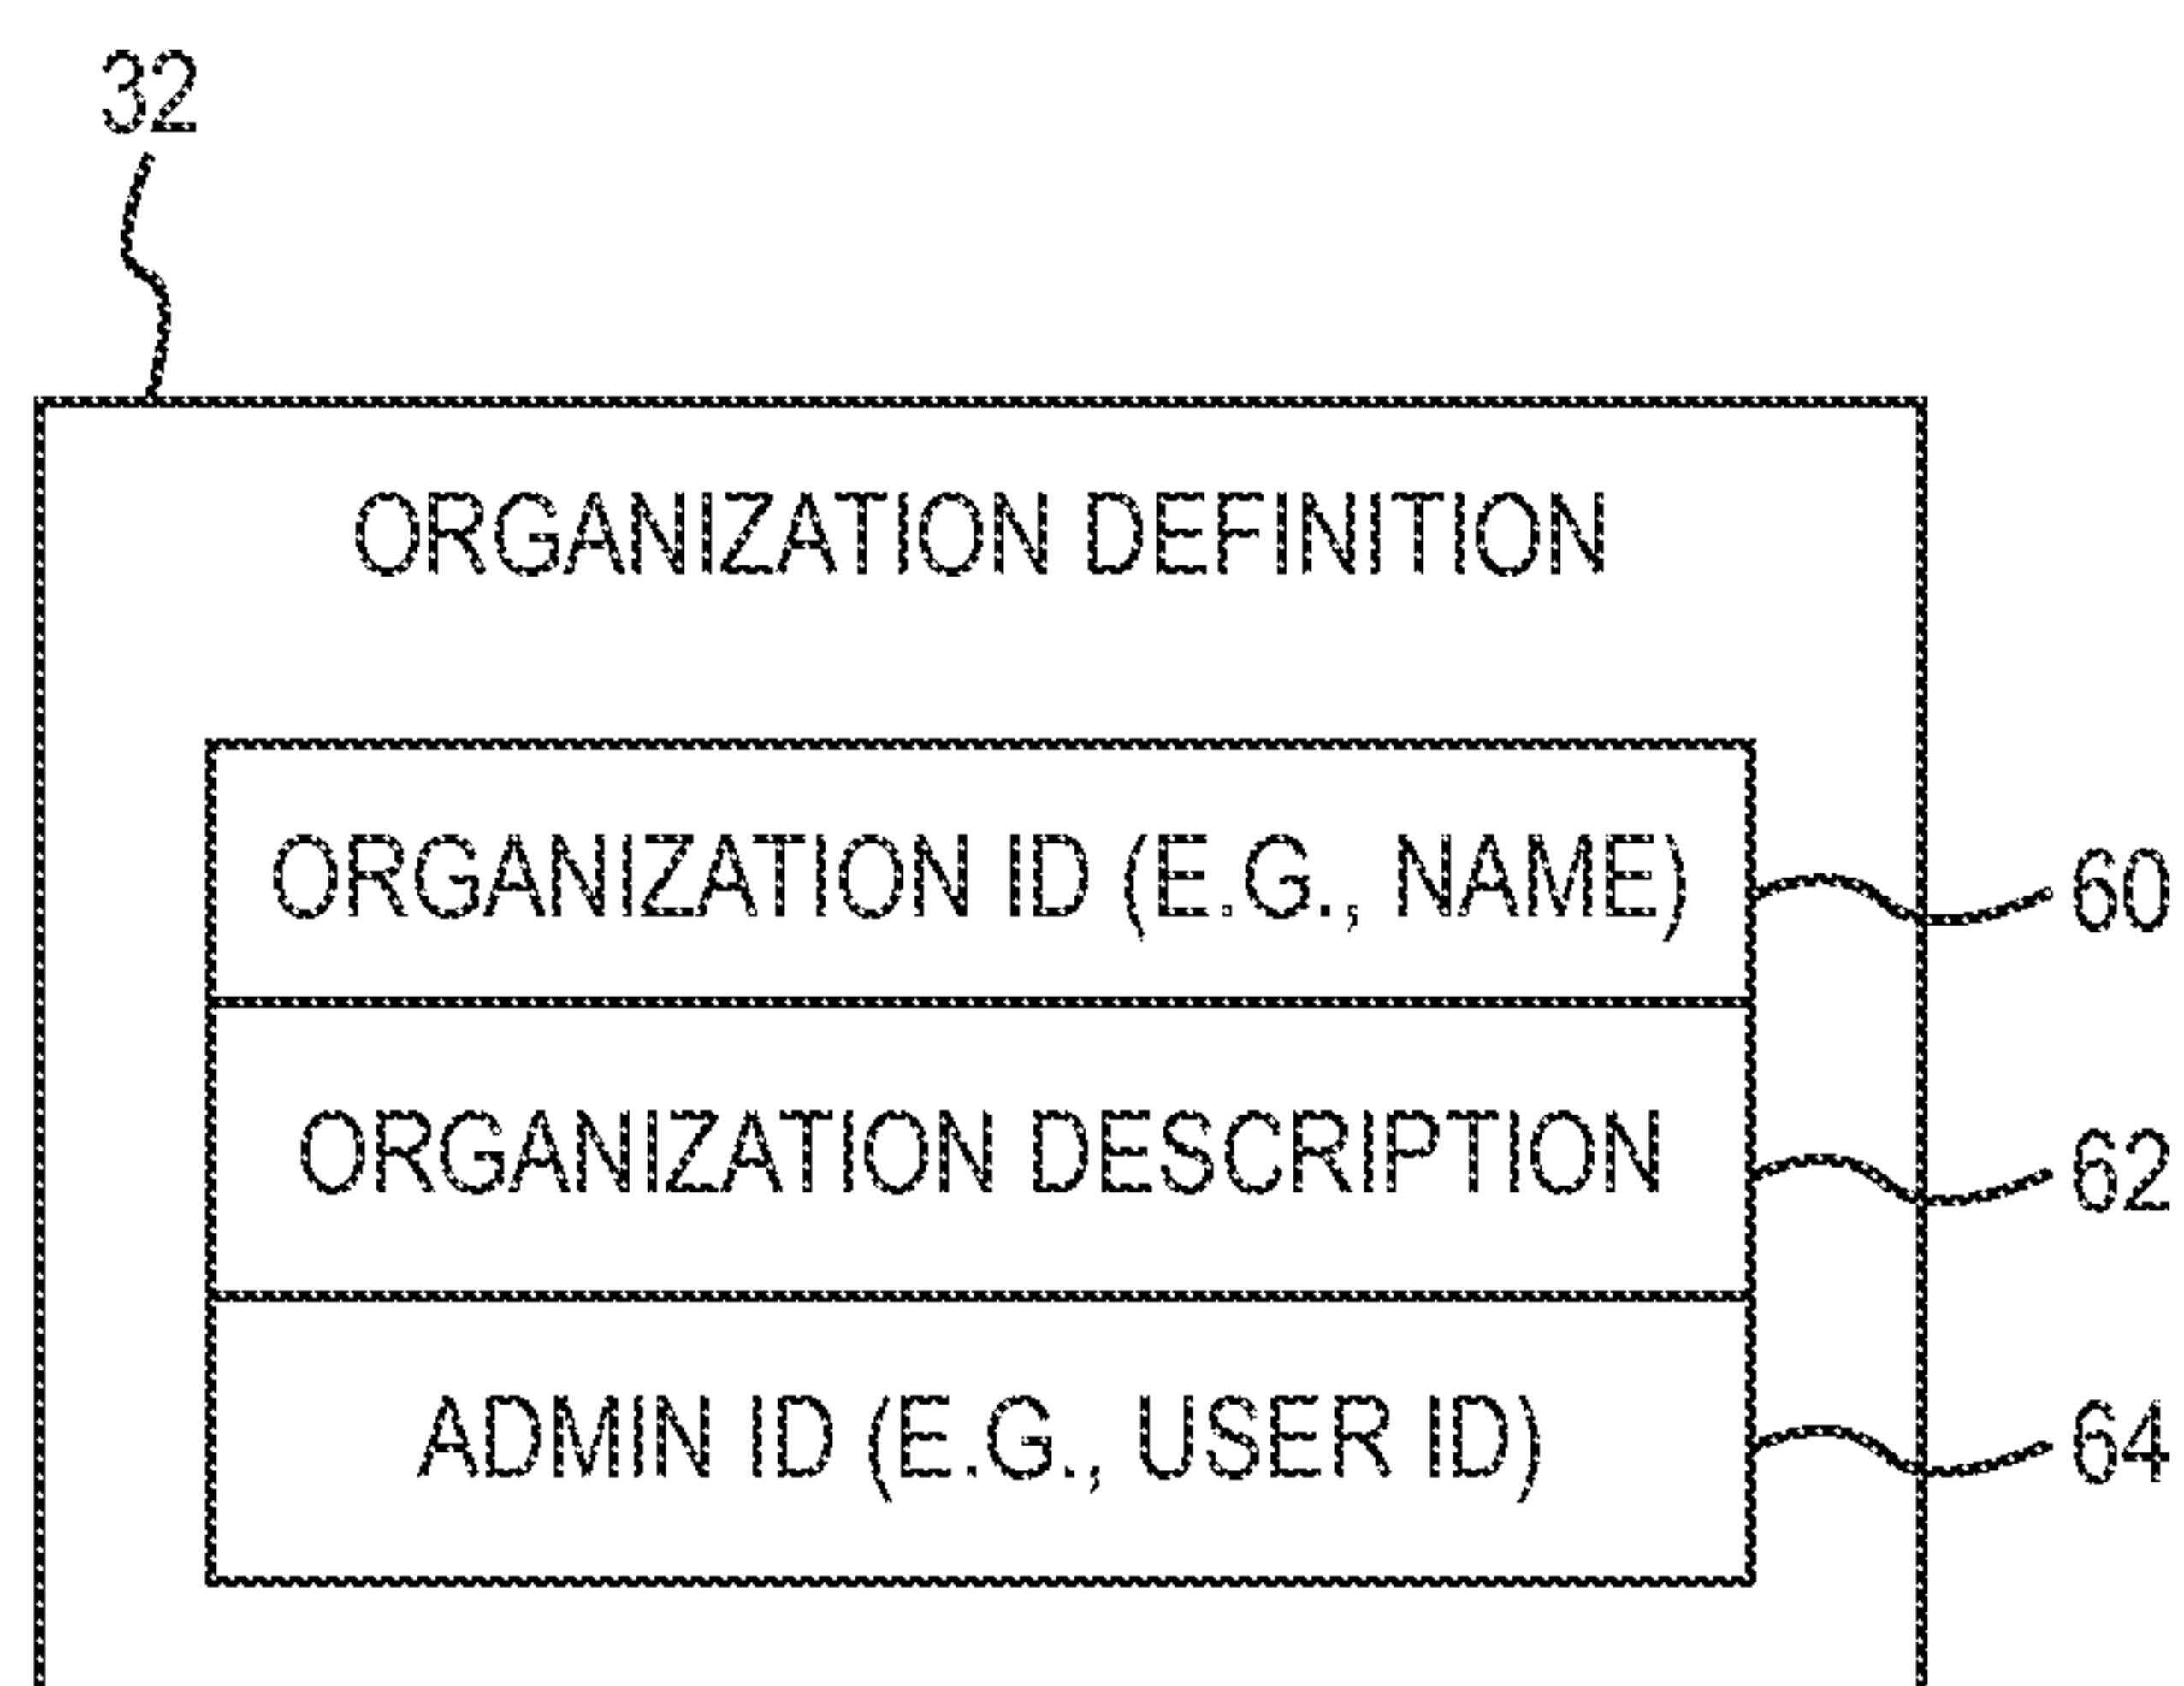 32
ORGANIZATION DEFINITION
ORGANIZATION ID (E.G., NAME)
60
ORGANIZATION DESCRIPTION
62
ADMIN ID (E.G., USER ID)
64